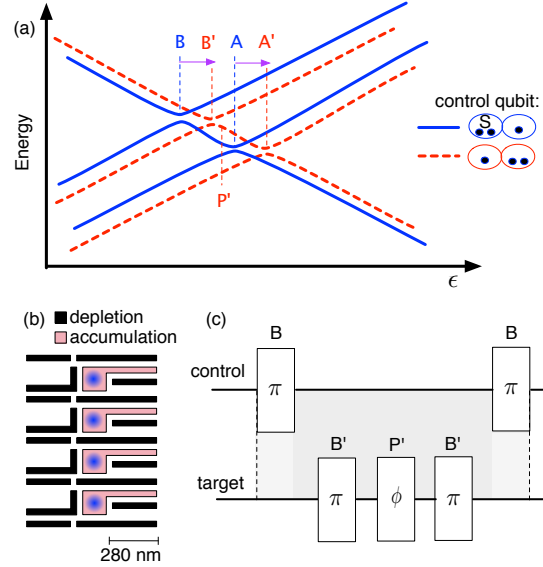 (a)
B B' A A'
Energy
P'
ϵ
control qubit:
S
(b)
depletion
accumulation
280 nm
(c)
B B
control
π π
B' P' B'
target
π ϕ π